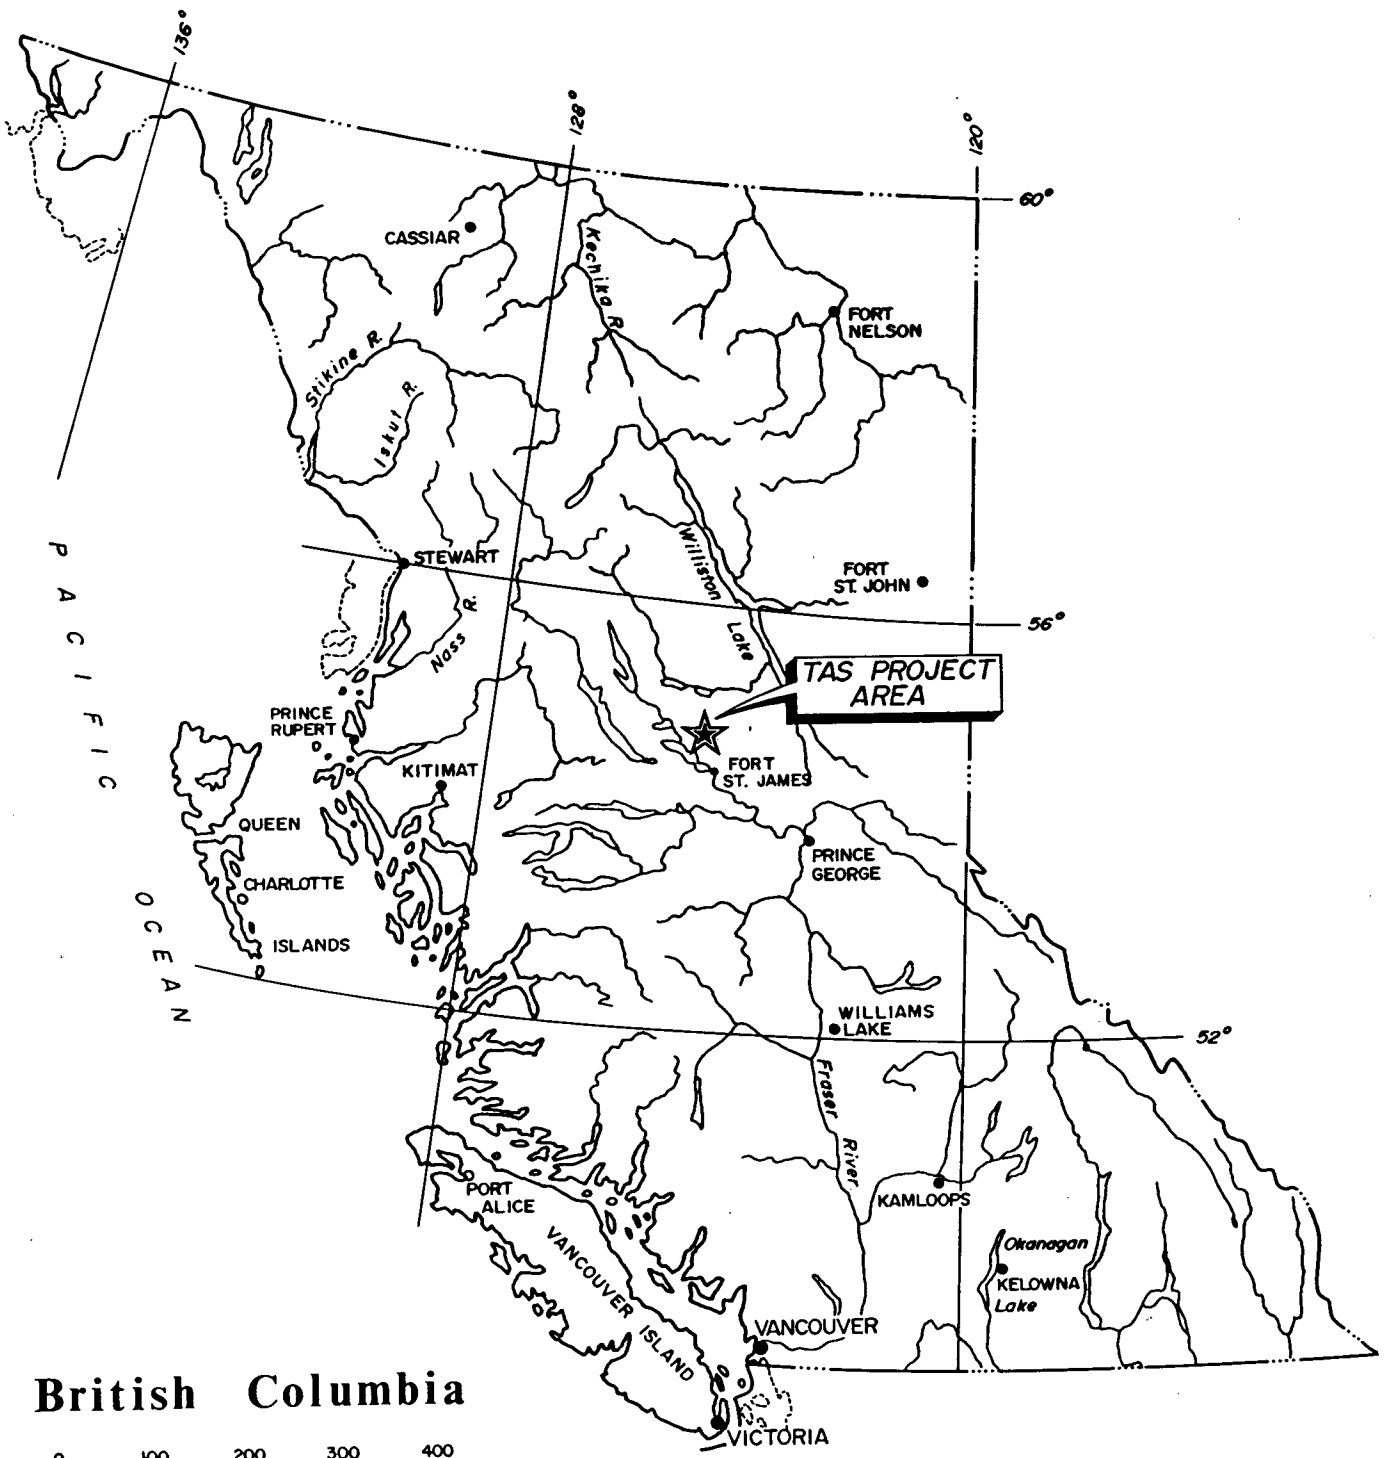 136°
128°
120°
60°
CASSIAR
Kechika R.
FORT
NELSON
Stikine R.
Iskut R.
PACIFIC
OCEAN
STEWART
Williston
Lake
FORT
ST. JOHN
56°
Nass R.
TAS PROJECT
AREA
PRINCE
RUPERT
KITIMAT
FORT
ST. JAMES
QUEEN
CHARLOTTE
ISLANDS
PRINCE
GEORGE
WILLIAMS
LAKE
52°
Fraser
River
PORT
ALICE
KAMLOOPS
VANCOUVER ISLAND
Okanagan
KELOWNA
Lake
VANCOUVER
VICTORIA
British Columbia
0 100 200 300 400